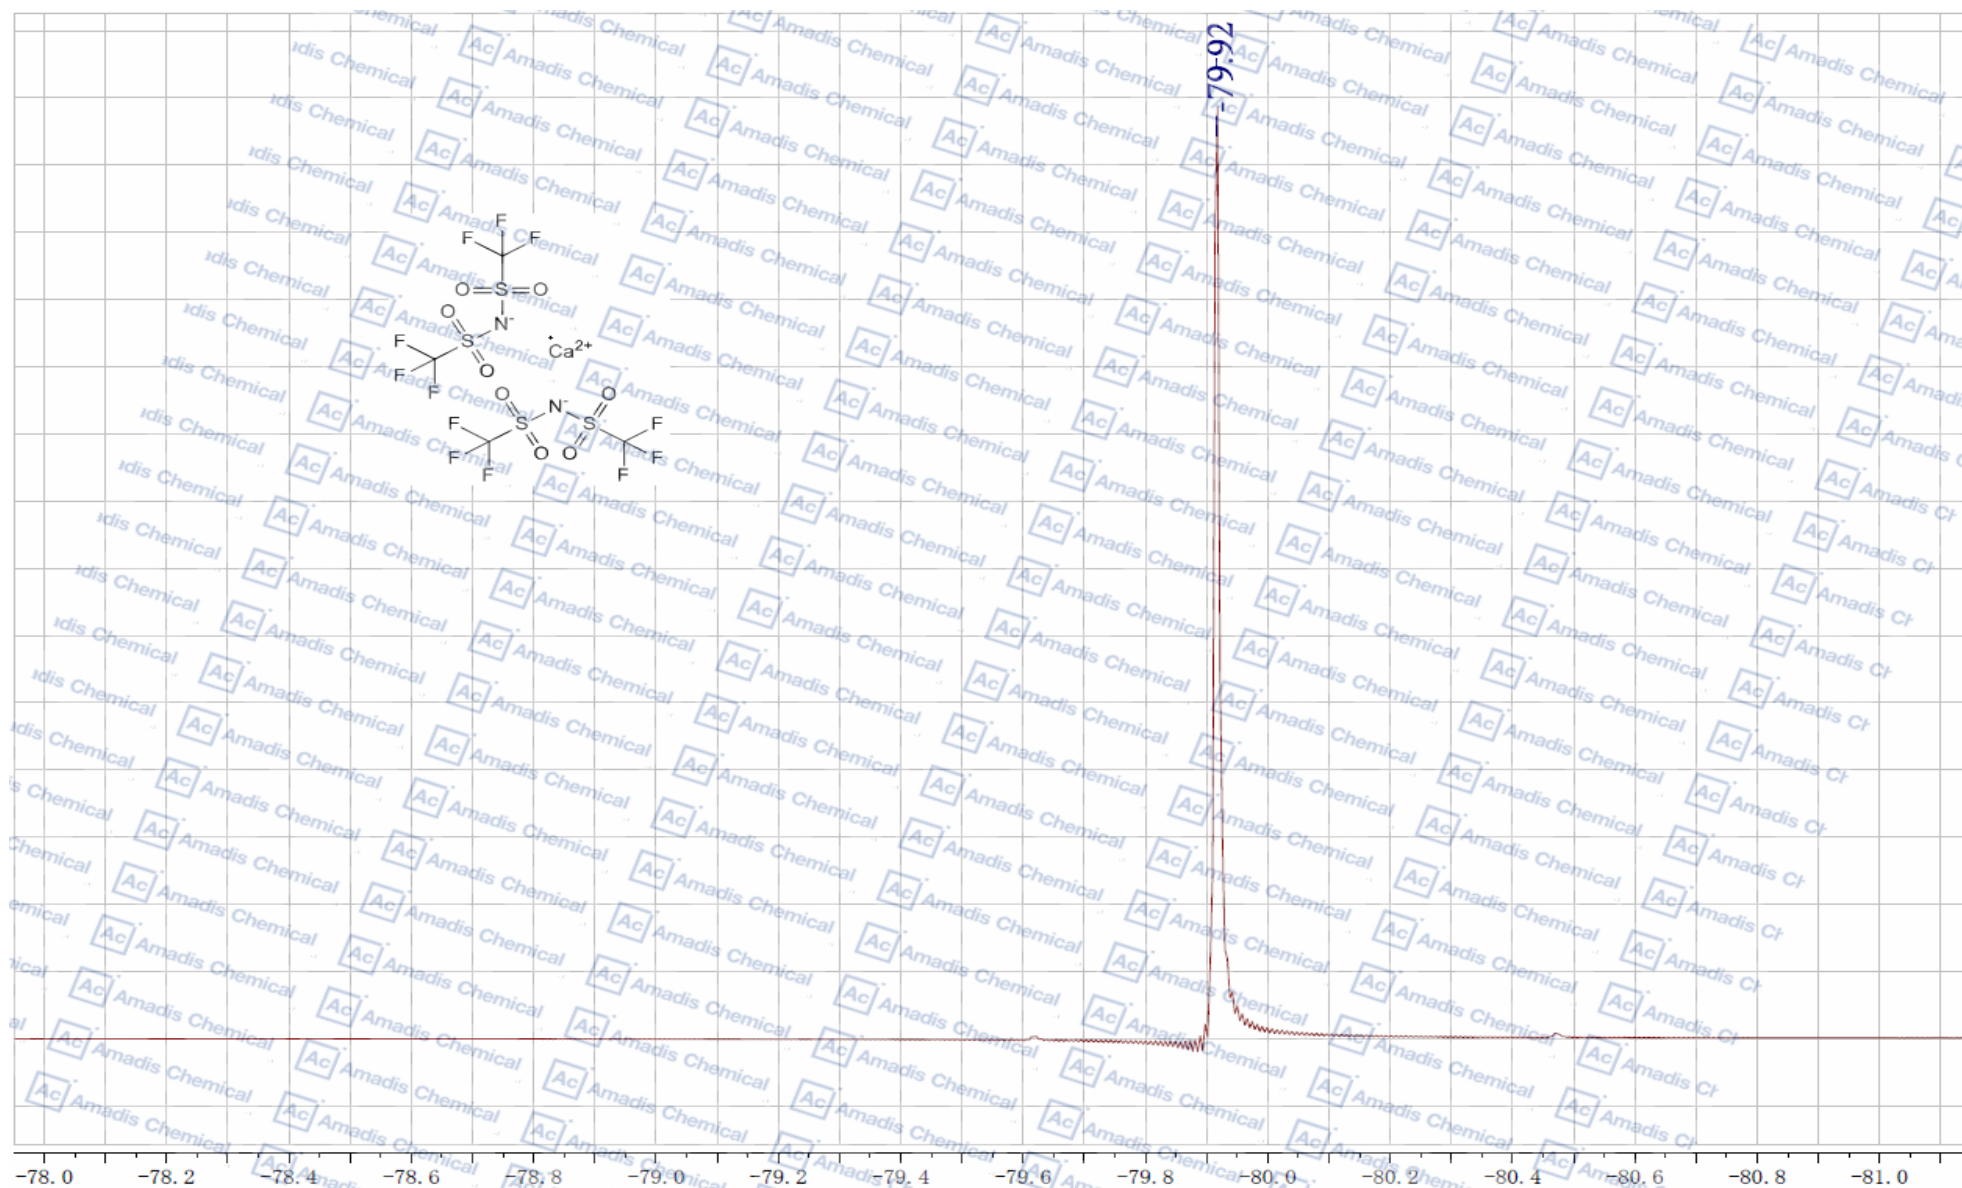 -79.92
F
F F
O S O
O N-
F S Ca2+
F O
F
O N- O
F S S F
F O O F
F F
Ac Amadis Chemical
-78.0 -78.2 -78.4 -78.6 -78.8 -79.0 -79.2 -79.4 -79.6 -79.8 -80.0 -80.2 -80.4 -80.6 -80.8 -81.0